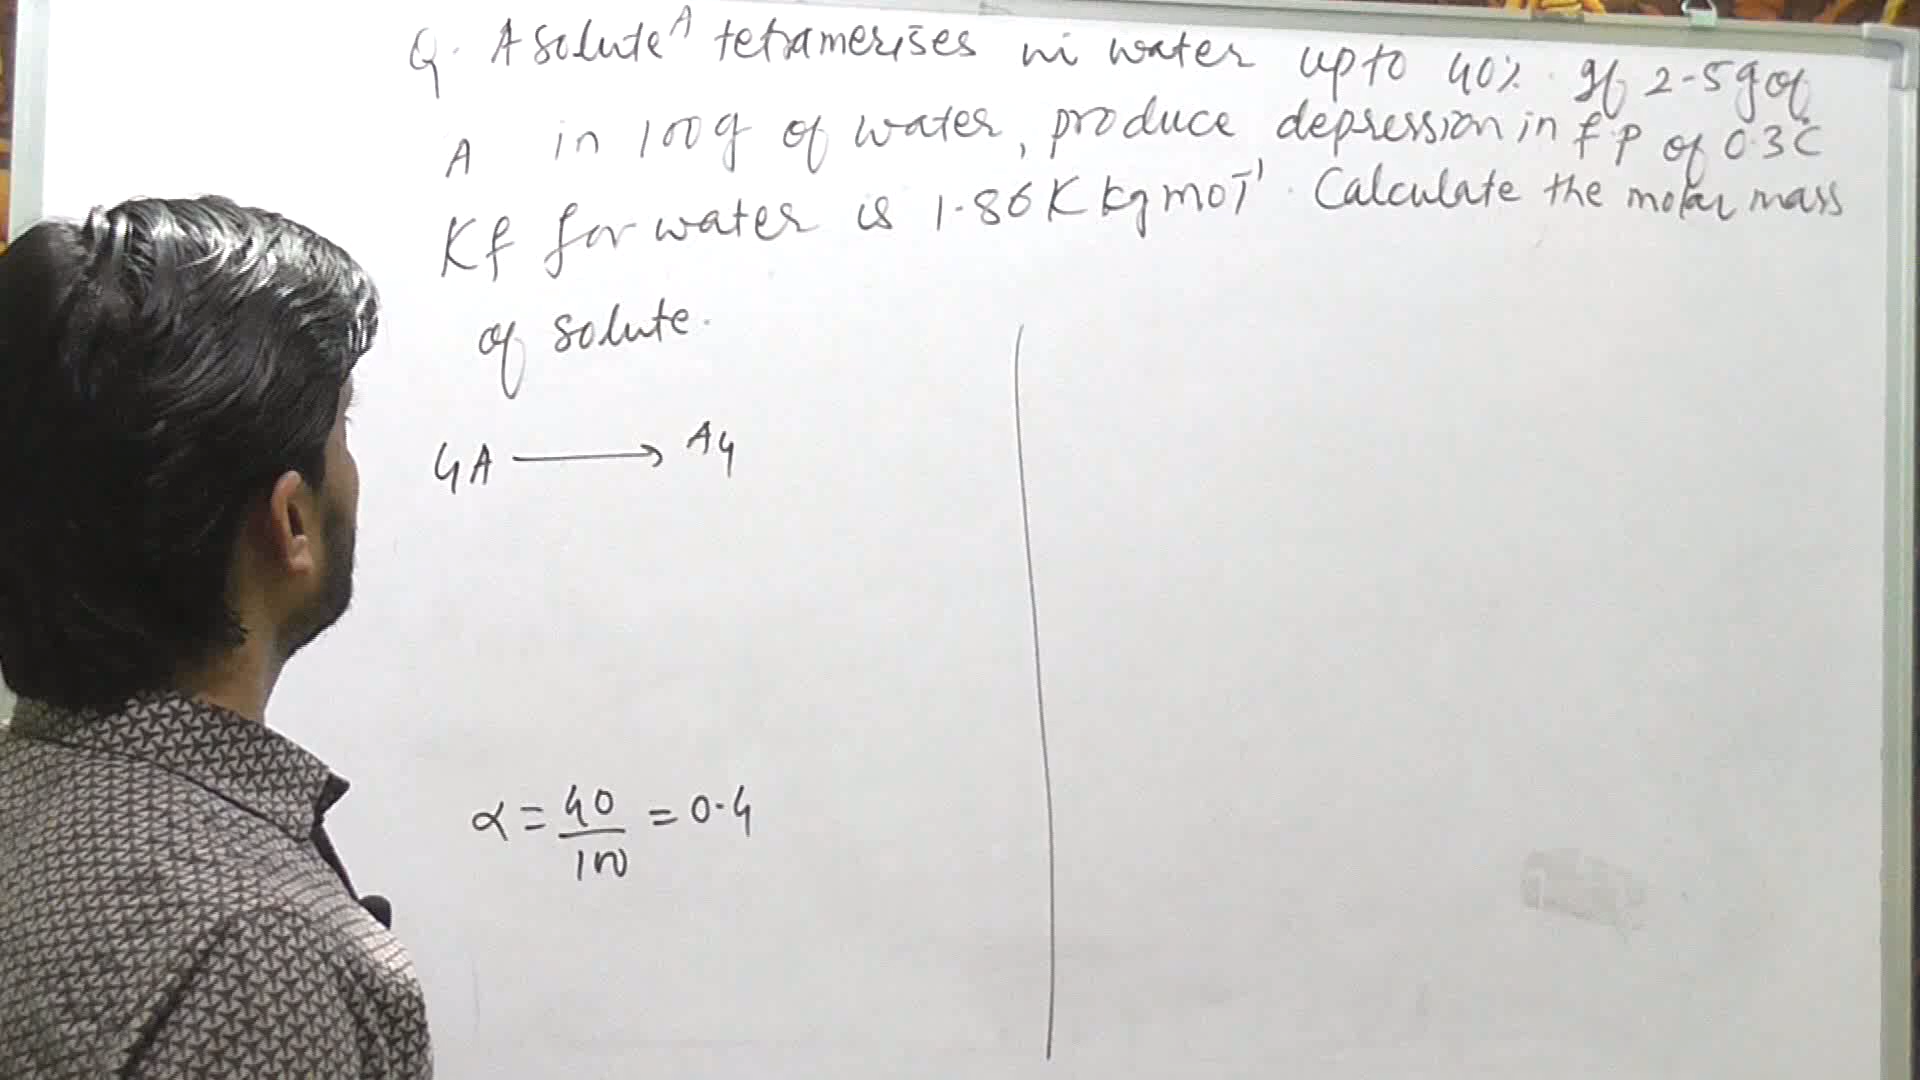 Q. A solute A tetramerises in water upto 40%. If 2.5g of
A in 100g of water, produce depression in f.P of 0.3°C
Kf for water is 1.86 K kg mol⁻¹. Calculate the molar mass
of solute.
4A ⟶ A4
α = 40/100 = 0.4